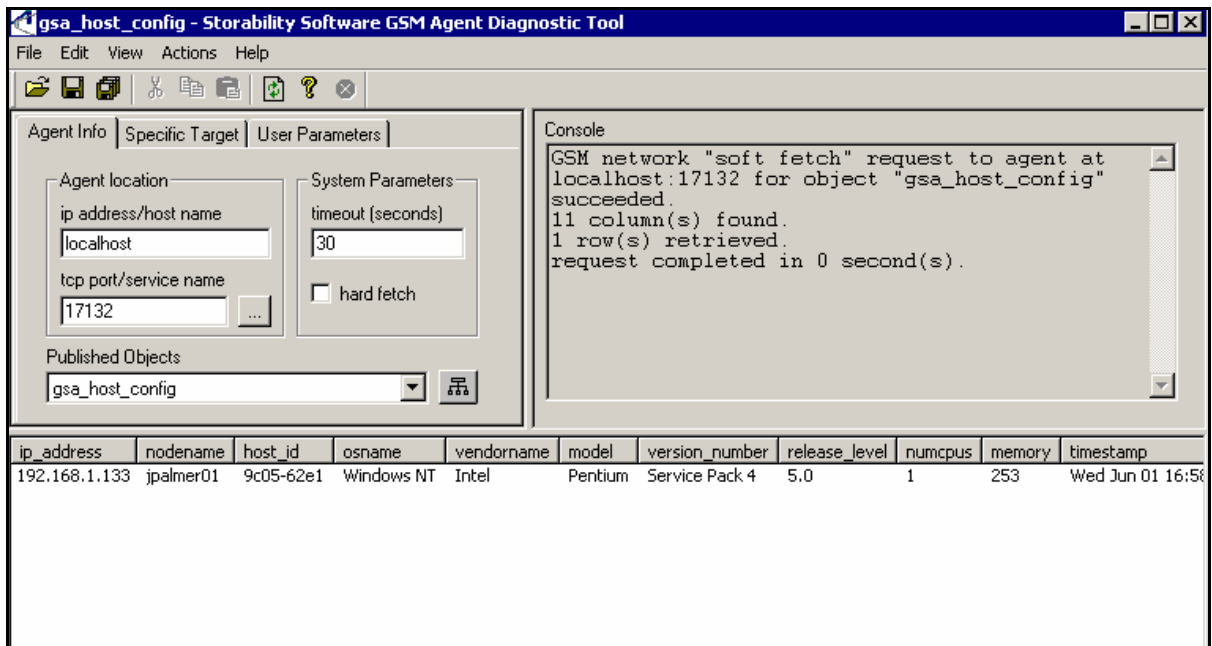 gsa_host_config - Storability Software GSM Agent Diagnostic Tool
File Edit View Actions Help
Agent Info Specific Target User Parameters
Agent location
ip address/host name
localhost
tcp port/service name
17132 ...
System Parameters
timeout (seconds)
30
hard fetch
Published Objects
gsa_host_config
Console
GSM network "soft fetch" request to agent at
localhost:17132 for object "gsa_host_config"
succeeded.
11 column(s) found.
1 row(s) retrieved.
request completed in 0 second(s).
ip_address nodename host_id osname vendorname model version_number release_level numcpus memory timestamp
192.168.1.133 jpalmer01 9c05-62e1 Windows NT Intel Pentium Service Pack 4 5.0 1 253 Wed Jun 01 16:58